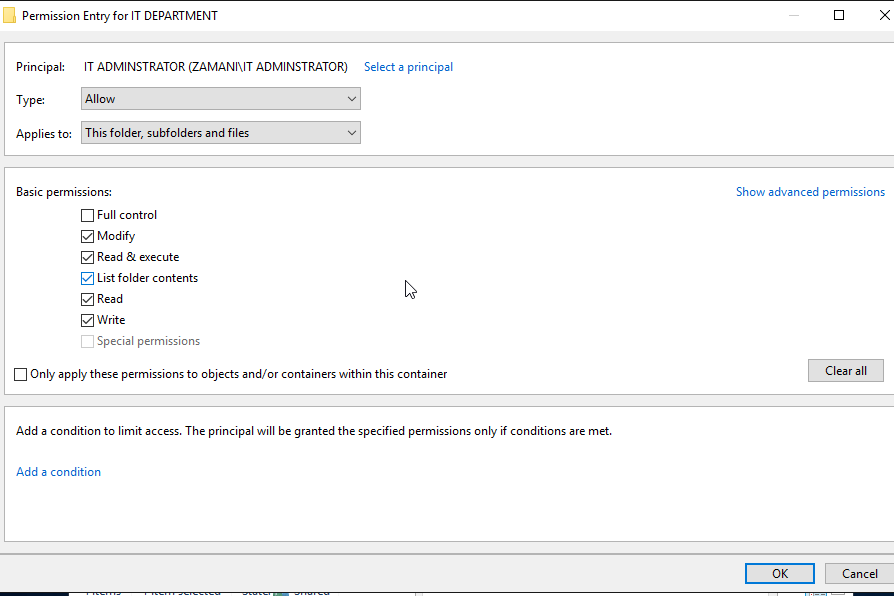 Permission Entry for IT DEPARTMENT
Principal: IT ADMINSTRATOR (ZAMANI\IT ADMINSTRATOR) Select a principal
Type: Allow
Applies to: This folder, subfolders and files
Basic permissions: Show advanced permissions
Full control
Modify
Read & execute
List folder contents
Read
Write
Special permissions
Only apply these permissions to objects and/or containers within this container
Clear all
Add a condition to limit access. The principal will be granted the specified permissions only if conditions are met.
Add a condition
OK Cancel